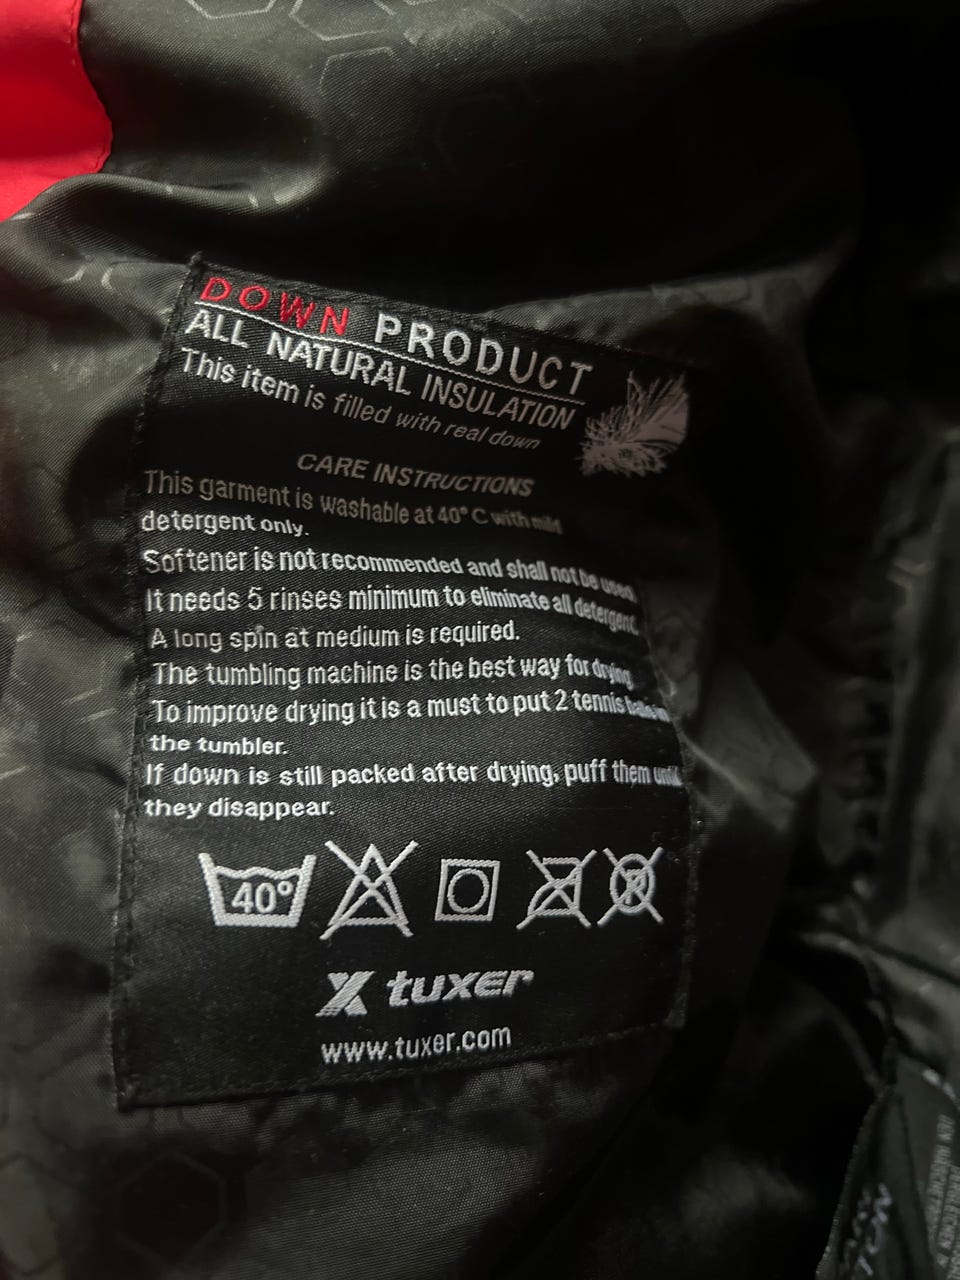 DOWN PRODUCT
ALL NATURAL INSULATION
This item is filled with real down
CARE INSTRUCTIONS
This garment is washable at 40° C with mild
detergent only.
Softener is not recommended and shall not be used.
It needs 5 rinses minimum to eliminate all detergent.
A long spin at medium is required.
The tumbling machine is the best way for drying.
To improve drying it is a must to put 2 tennis balls in
the tumbler.
If down is still packed after drying, puff them until
they disappear.
40°
tuxer
www.tuxer.com